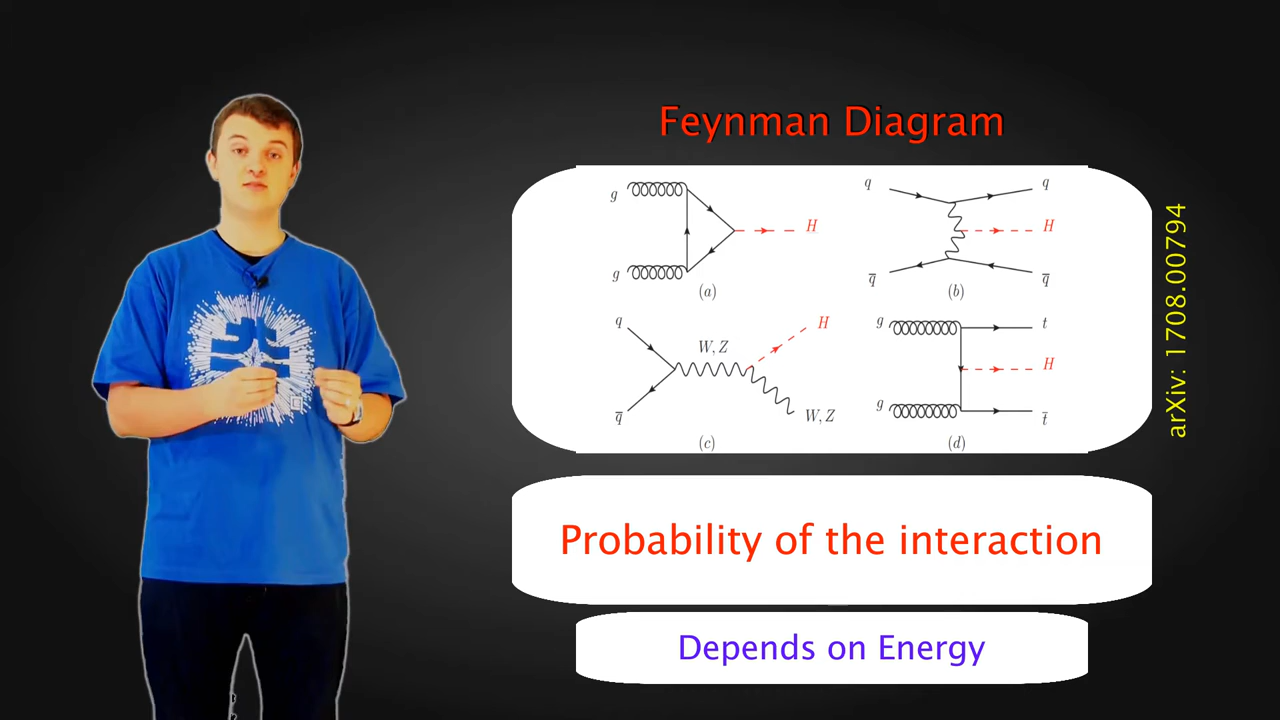 Feynman Diagram
g
g
H
(a)
q
q̅
H
q
q̅
(b)
q
q̅
W, Z
H
W, Z
(c)
g
g
t
H
t̅
(d)
arXiv: 1708.00794
Probability of the interaction
Depends on Energy